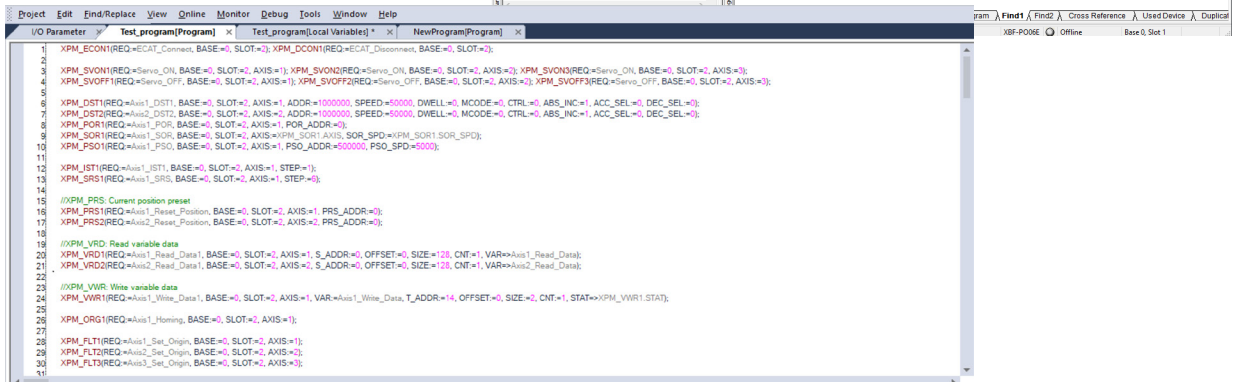 Project Edit Find/Replace View Online Monitor Debug Tools Window Help
I/O Parameter × Test_program[Program] × Test_program[Local Variables] * × NewProgram[Program] ×
1 XPM_ECON1(REQ:=ECAT_Connect, BASE:=0, SLOT:=2); XPM_DCON1(REQ:=ECAT_Disconnect, BASE:=0, SLOT:=2);
2
3 XPM_SVON1(REQ:=Servo_ON, BASE:=0, SLOT:=2, AXIS:=1); XPM_SVON2(REQ:=Servo_ON, BASE:=0, SLOT:=2, AXIS:=2); XPM_SVON3(REQ:=Servo_ON, BASE:=0, SLOT:=2, AXIS:=3);
4 XPM_SVOFF1(REQ:=Servo_OFF, BASE:=0, SLOT:=2, AXIS:=1); XPM_SVOFF2(REQ:=Servo_OFF, BASE:=0, SLOT:=2, AXIS:=2); XPM_SVOFF3(REQ:=Servo_OFF, BASE:=0, SLOT:=2, AXIS:=3);
5
6 XPM_DST1(REQ:=Axis1_DST1, BASE:=0, SLOT:=2, AXIS:=1, ADDR:=1000000, SPEED:=50000, DWELL:=0, MCODE:=0, CTRL:=0, ABS_INC:=1, ACC_SEL:=0, DEC_SEL:=0);
7 XPM_DST2(REQ:=Axis2_DST1, BASE:=0, SLOT:=2, AXIS:=2, ADDR:=1000000, SPEED:=50000, DWELL:=0, MCODE:=0, CTRL:=0, ABS_INC:=1, ACC_SEL:=0, DEC_SEL:=0);
8 XPM_POR1(REQ:=Axis1_POR, BASE:=0, SLOT:=2, AXIS:=1, POR_ADDR:=0);
9 XPM_SOR1(REQ:=Axis1_SOR, BASE:=0, SLOT:=2, AXIS:=XPM_SOR1.AXIS, SOR_SPD:=XPM_SOR1.SOR_SPD);
10 XPM_PSO1(REQ:=Axis1_PSO, BASE:=0, SLOT:=2, AXIS:=1, PSO_ADDR:=500000, PSO_SPD:=5000);
11
12 XPM_IST1(REQ:=Axis1_IST1, BASE:=0, SLOT:=2, AXIS:=1, STEP:=1);
13 XPM_SRS1(REQ:=Axis1_SRS, BASE:=0, SLOT:=2, AXIS:=1, STEP:=6);
14
15 //XPM_PRS: Current position preset
16 XPM_PRS1(REQ:=Axis1_Reset_Position, BASE:=0, SLOT:=2, AXIS:=1, PRS_ADDR:=0);
17 XPM_PRS2(REQ:=Axis2_Reset_Position, BASE:=0, SLOT:=2, AXIS:=2, PRS_ADDR:=0);
18
19 //XPM_VRD: Read variable data
20 XPM_VRD1(REQ:=Axis1_Read_Data1, BASE:=0, SLOT:=2, AXIS:=1, S_ADDR:=0, OFFSET:=0, SIZE:=128, CNT:=1, VAR=>Axis1_Read_Data);
21 XPM_VRD2(REQ:=Axis2_Read_Data1, BASE:=0, SLOT:=2, AXIS:=2, S_ADDR:=0, OFFSET:=0, SIZE:=128, CNT:=1, VAR=>Axis2_Read_Data);
22
23 //XPM_VWR: Write variable data
24 XPM_VWR1(REQ:=Axis1_Write_Data1, BASE:=0, SLOT:=2, AXIS:=1, VAR:=Axis1_Write_Data, T_ADDR:=14, OFFSET:=0, SIZE:=2, CNT:=1, STAT=>XPM_VWR1.STAT);
25
26 XPM_ORG1(REQ:=Axis1_Homing, BASE:=0, SLOT:=2, AXIS:=1);
27
28 XPM_FLT1(REQ:=Axis1_Set_Origin, BASE:=0, SLOT:=2, AXIS:=1);
29 XPM_FLT2(REQ:=Axis2_Set_Origin, BASE:=0, SLOT:=2, AXIS:=2);
30 XPM_FLT3(REQ:=Axis3_Set_Origin, BASE:=0, SLOT:=2, AXIS:=3);
31
gram Find1 Find2 Cross Reference Used Device Duplicat
XBF-PO06E Offline Base 0, Slot 1